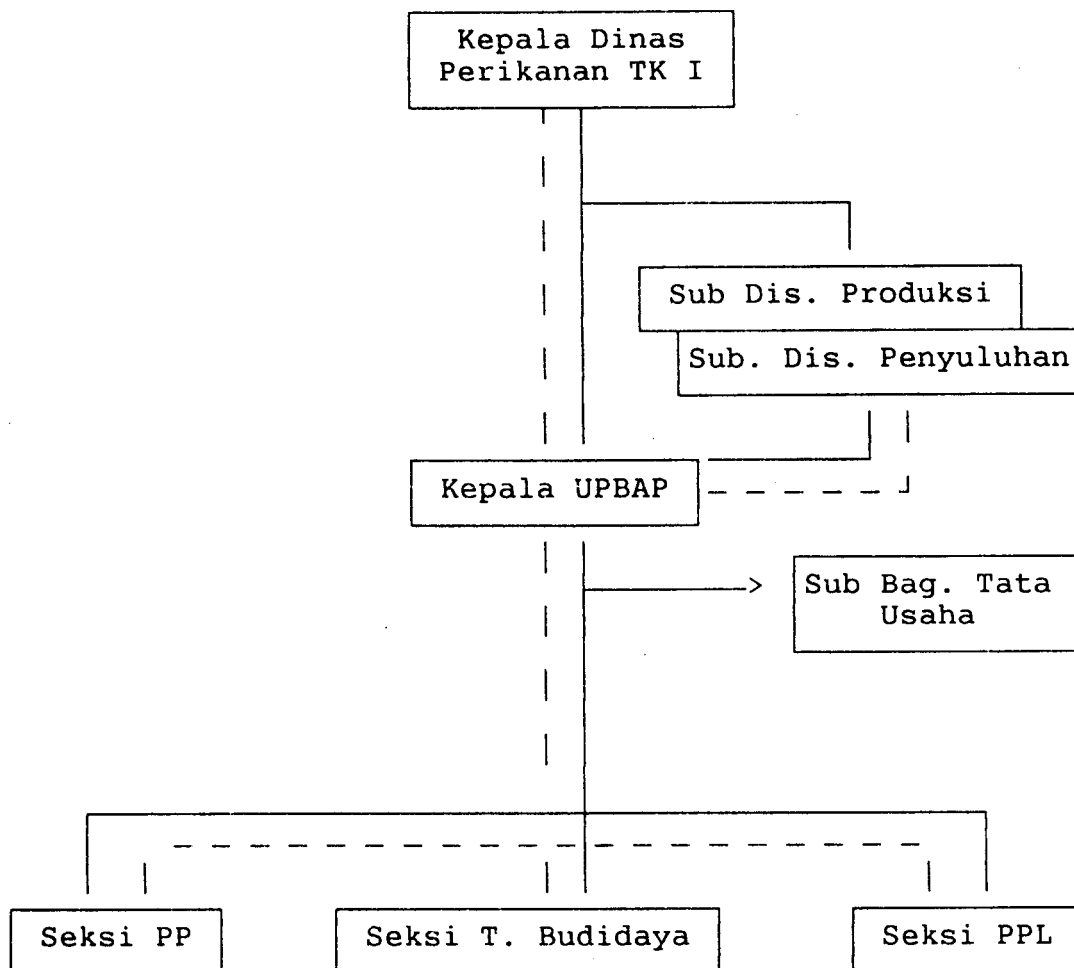 Kepala Dinas
Perikanan TK I
Sub Dis. Produksi
Sub. Dis. Penyuluhan
Kepala UPBAP
Sub Bag. Tata
Usaha
Seksi PP
Seksi T. Budidaya
Seksi PPL